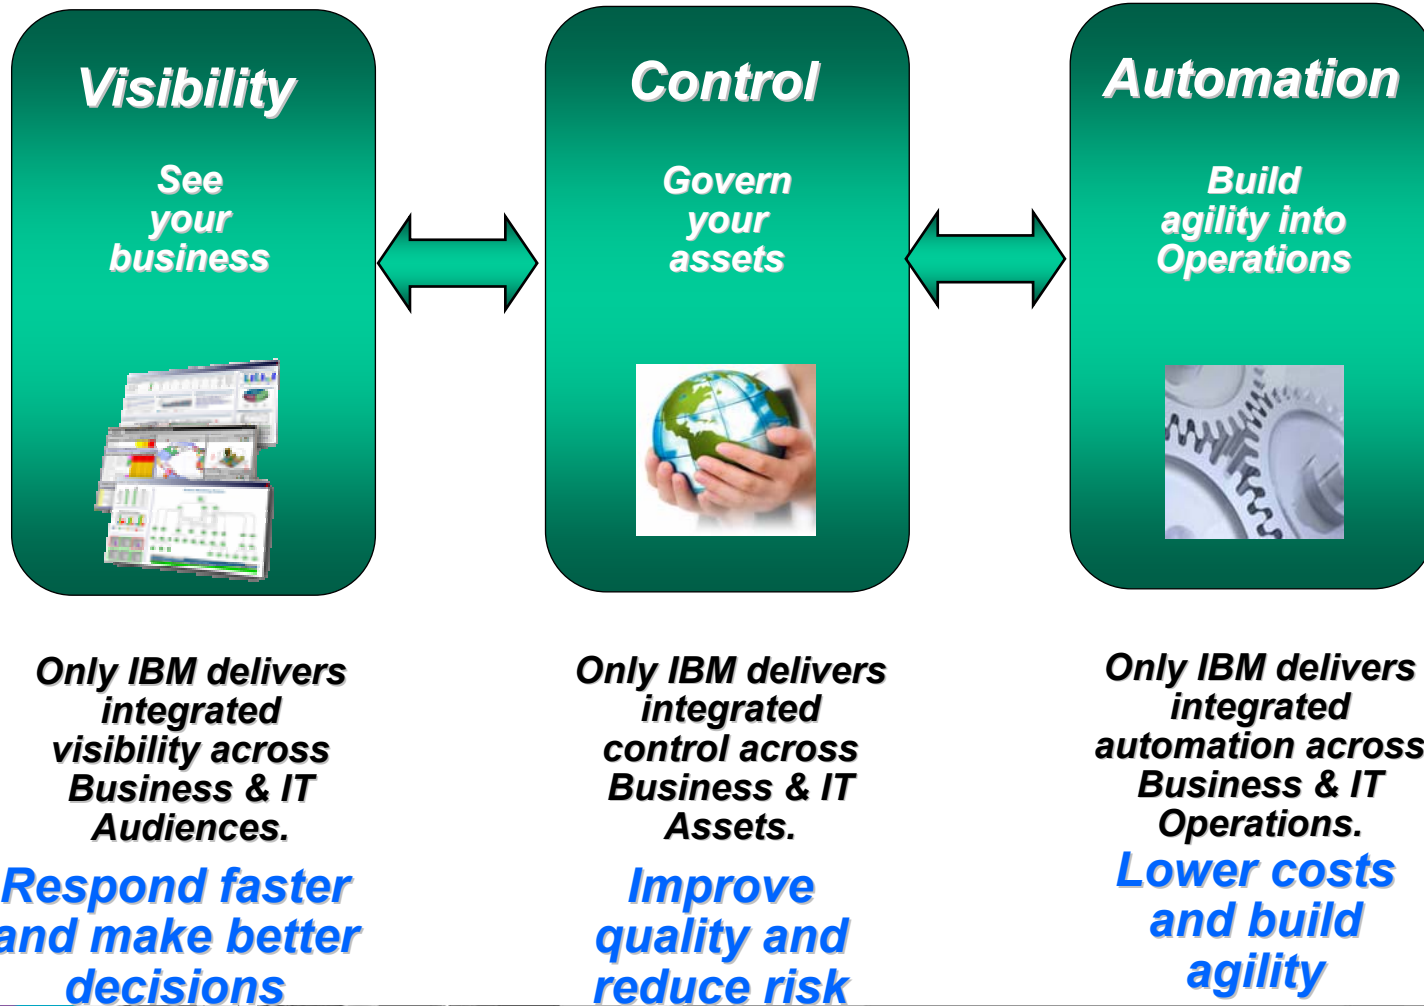 Visibility
See
your
business
Only IBM delivers
integrated
visibility across
Business & IT
Audiences.
Respond faster
and make better
decisions
Control
Govern
your
assets
Only IBM delivers
integrated
control across
Business & IT
Assets.
Improve
quality and
reduce risk
Automation
Build
agility into
Operations
Only IBM delivers
integrated
automation across
Business & IT
Operations.
Lower costs
and build
agility